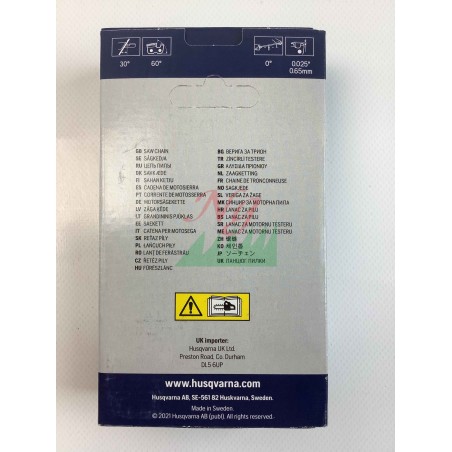 30°
60°
0°
0.025"
0.65mm
GB SAW CHAIN
SE SÅGKEDJA
RU ЦЕПЬ ПИЛЫ
DK SAVKJEDE
FI SAHAN KETJU
ES CADENA DE MOTOSIERRA
PT CORRENTE DE MOTOSSERRA
DE MOTORSÄGEKETTE
LV ZĀĢA ĶĒDE
LT GRANDININIS PJŪKLAS
EE SAEKETT
IT CATENA PER MOTOSEGA
SK REŤAZ PÍLY
PL ŁAŃCUCH PIŁY
RO LANȚ DE FERĂSTRĂU
CZ ŘETĚZ PILY
HU FŰRÉSZLÁNC
BG ВЕРИГА ЗА ТРИОН
TR ZİNCİRLİ TESTERE
GR ΑΛΥΣΙΔΑ ΠΡΙΟΝΙΟΥ
NL ZAAGKETTING
FR CHAÎNE DE TRONÇONNEUSE
NO SAGKJEDE
SL VERIGA ZA ŽAGE
MK СИНЏИР ЗА МОТОРНА ПИЛА
HR LANAC ZA PILU
BS LANAC ZA PILU
SR LANAC ZA MOTORNU TESTERU
ME LANAC ZA MOTORNU TESTERU
ZH 锯链
KO 체인톱
JP ソーチェン
UK ЛАНЦЮГ ПИЛКИ
UK importer:
Husqvarna UK Ltd.
Preston Road, Co. Durham
DL5 6UP
www.husqvarna.com
Husqvarna AB, SE-561 82 Huskvarna, Sweden.
Made in Sweden.
© 2021 Husqvarna AB (publ). All rights reserved.